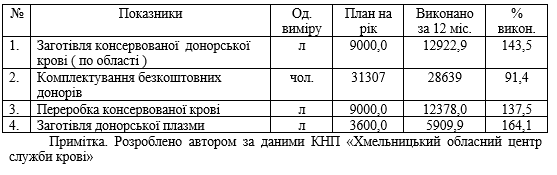 № Показники Од. виміру План на рік Виконано за 12 міс. % викон.
1. Заготівля консервованої донорської крові ( по області ) л 9000,0 12922,9 143,5
2. Комплектування безкоштовних донорів чол. 31307 28639 91,4
3. Переробка консервованої крові л 9000,0 12378,0 137,5
4. Заготівля донорської плазми л 3600,0 5909,9 164,1
Примітка. Розроблено автором за даними КНП «Хмельницький обласний центр
служби крові»